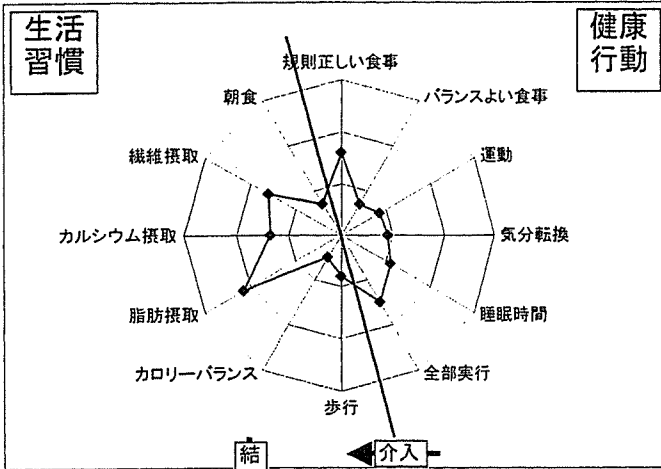 生活
習慣
健康
行動
規則正しい食事
朝食
バランスよい食事
繊維摂取
運動
カルシウム摂取
気分転換
脂肪摂取
睡眠時間
カロリーバランス
全部実行
歩行
結
介入